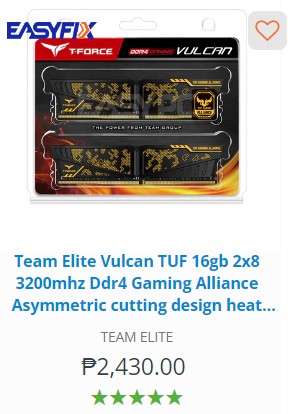 EASYFIX
T-FORCE DDR4 GAMING VULCAN
EASYPC
THE POWER FROM TEAM GROUP
Team Elite Vulcan TUF 16gb 2x8
3200mhz Ddr4 Gaming Alliance
Asymmetric cutting design heat...
TEAM ELITE
₱2,430.00